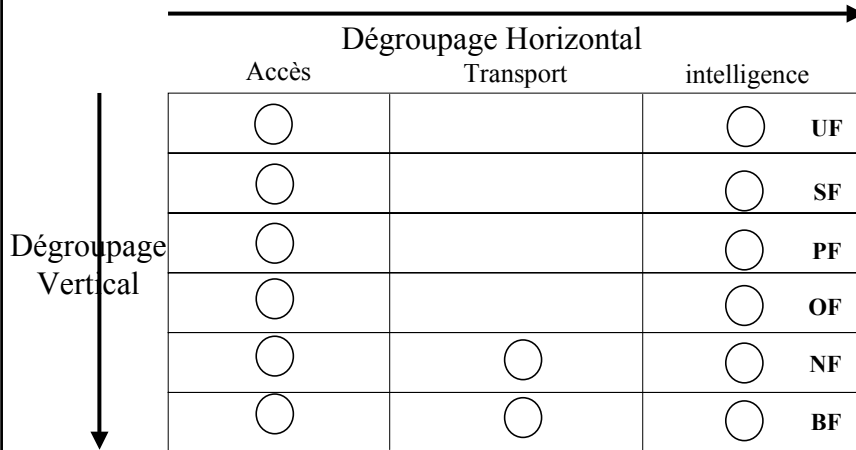 Dégroupage Horizontal
Accès Transport intelligence
UF
SF
PF
Dégroupage
Vertical
OF
NF
BF